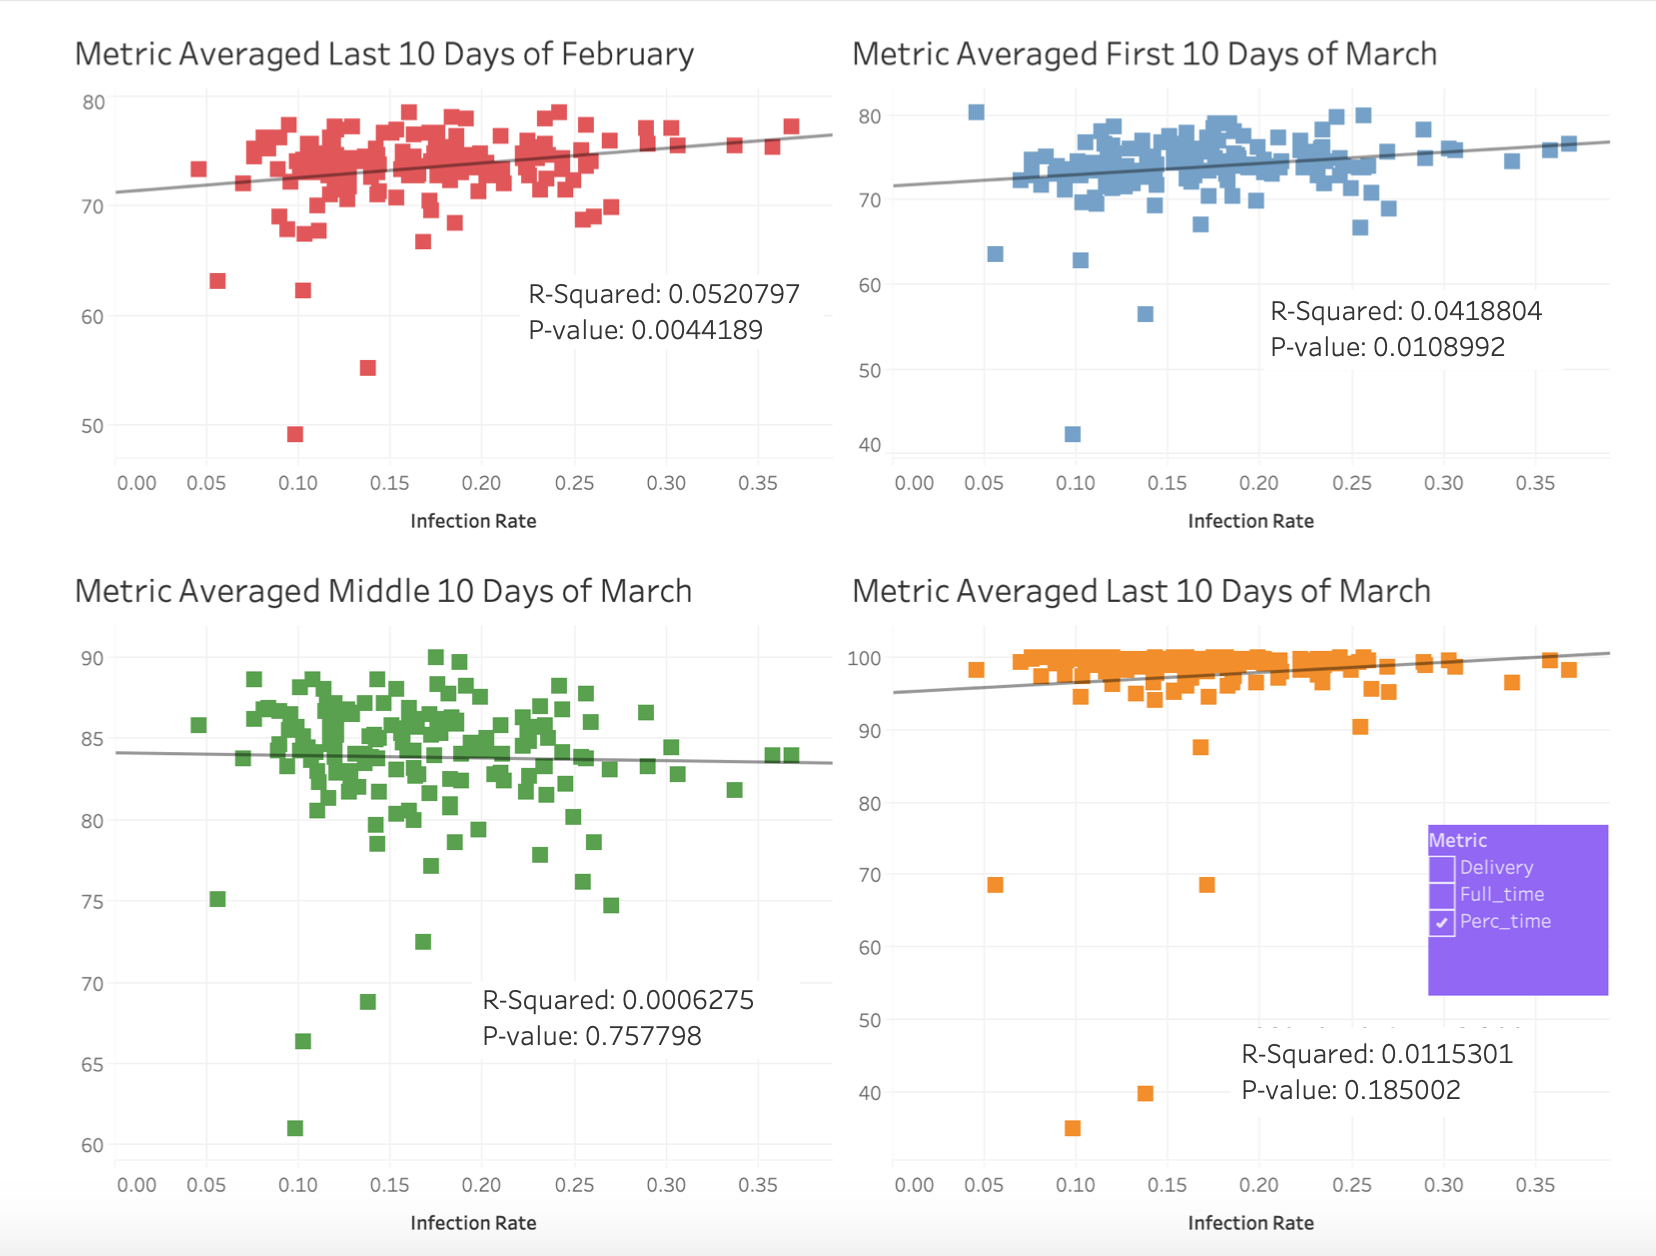 Metric Averaged Last 10 Days of February
80
70
60
50
R-Squared: 0.0520797
P-value: 0.0044189
0.00 0.05 0.10 0.15 0.20 0.25 0.30 0.35
Infection Rate
Metric Averaged First 10 Days of March
80
70
60
50
40
R-Squared: 0.0418804
P-value: 0.0108992
0.00 0.05 0.10 0.15 0.20 0.25 0.30 0.35
Infection Rate
Metric Averaged Middle 10 Days of March
90
85
80
75
70
65
60
R-Squared: 0.0006275
P-value: 0.757798
0.00 0.05 0.10 0.15 0.20 0.25 0.30 0.35
Infection Rate
Metric Averaged Last 10 Days of March
100
90
80
70
60
50
40
Metric
Delivery
Full_time
Perc_time
R-Squared: 0.0115301
P-value: 0.185002
0.00 0.05 0.10 0.15 0.20 0.25 0.30 0.35
Infection Rate